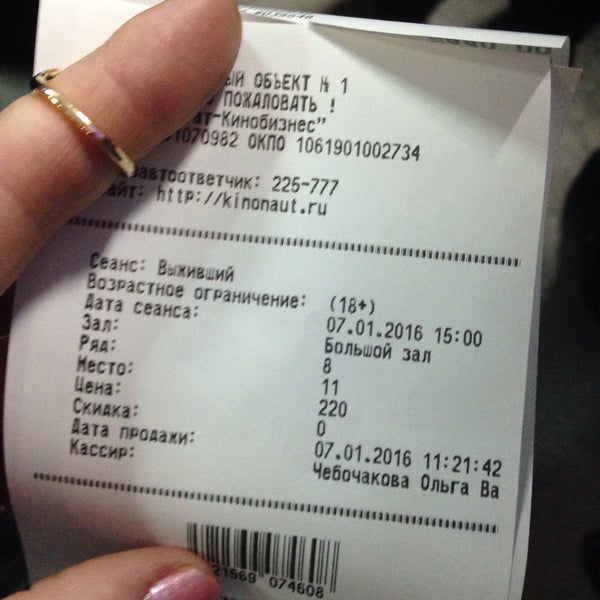 ЫЙ ОБЪЕКТ № 1
ПОЖАЛОВАТЬ !
ат-Кинобизнес"
1070982 ОКПО 1061901002734
автоответчик: 225-777
айт: http://kinonaut.ru
Сеанс: Выживший
Возрастное ограничение: (18+)
Дата сеанса: 07.01.2016 15:00
Зал: Большой зал
Ряд: 8
Место: 11
Цена: 220
Скидка: 0
Дата продажи: 07.01.2016 11:21:42
Кассир: Чебочакова Ольга Ва
21569 074608